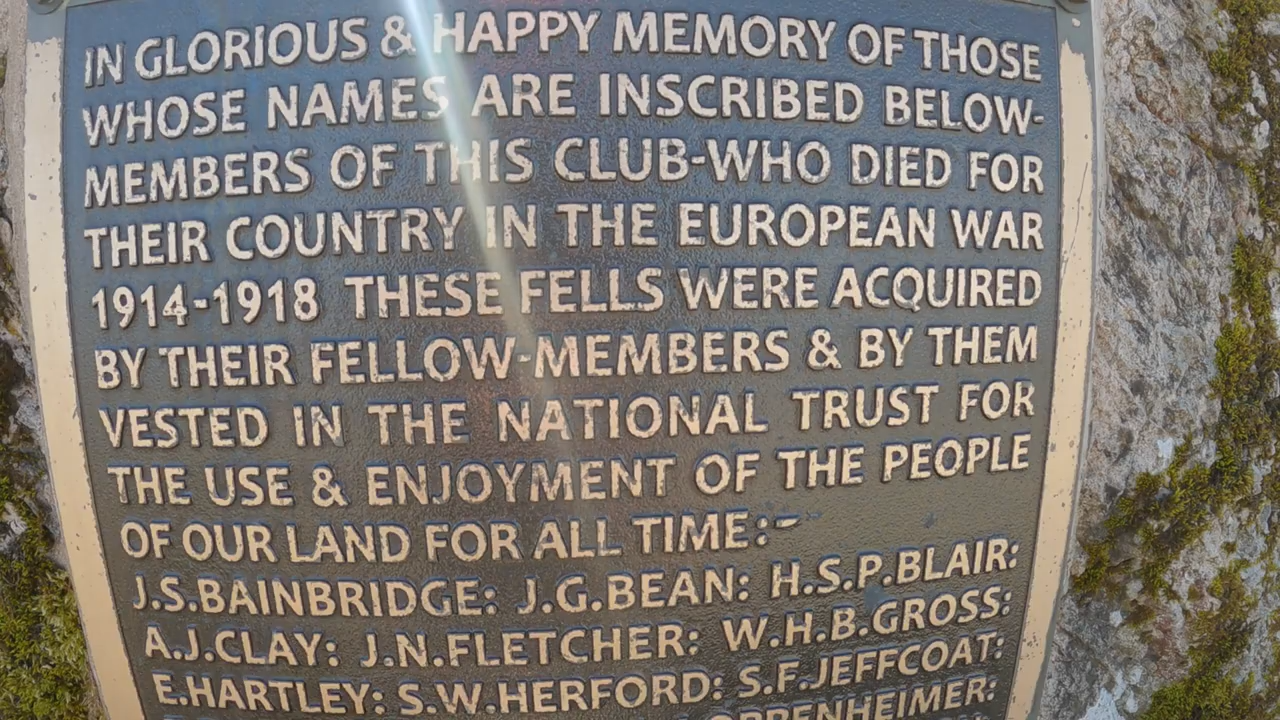 IN GLORIOUS & HAPPY MEMORY OF THOSE
WHOSE NAMES ARE INSCRIBED BELOW-
MEMBERS OF THIS CLUB-WHO DIED FOR
THEIR COUNTRY IN THE EUROPEAN WAR
1914-1918 THESE FELLS WERE ACQUIRED
BY THEIR FELLOW-MEMBERS & BY THEM
VESTED IN THE NATIONAL TRUST FOR
THE USE & ENJOYMENT OF THE PEOPLE
OF OUR LAND FOR ALL TIME:-
J.S.BAINBRIDGE: J.G.BEAN: H.S.P.BLAIR:
A.J.CLAY: J.N.FLETCHER: W.H.B.GROSS:
E.HARTLEY: S.W.HERFORD: S.F.JEFFCOAT:
OPPENHEIMER: